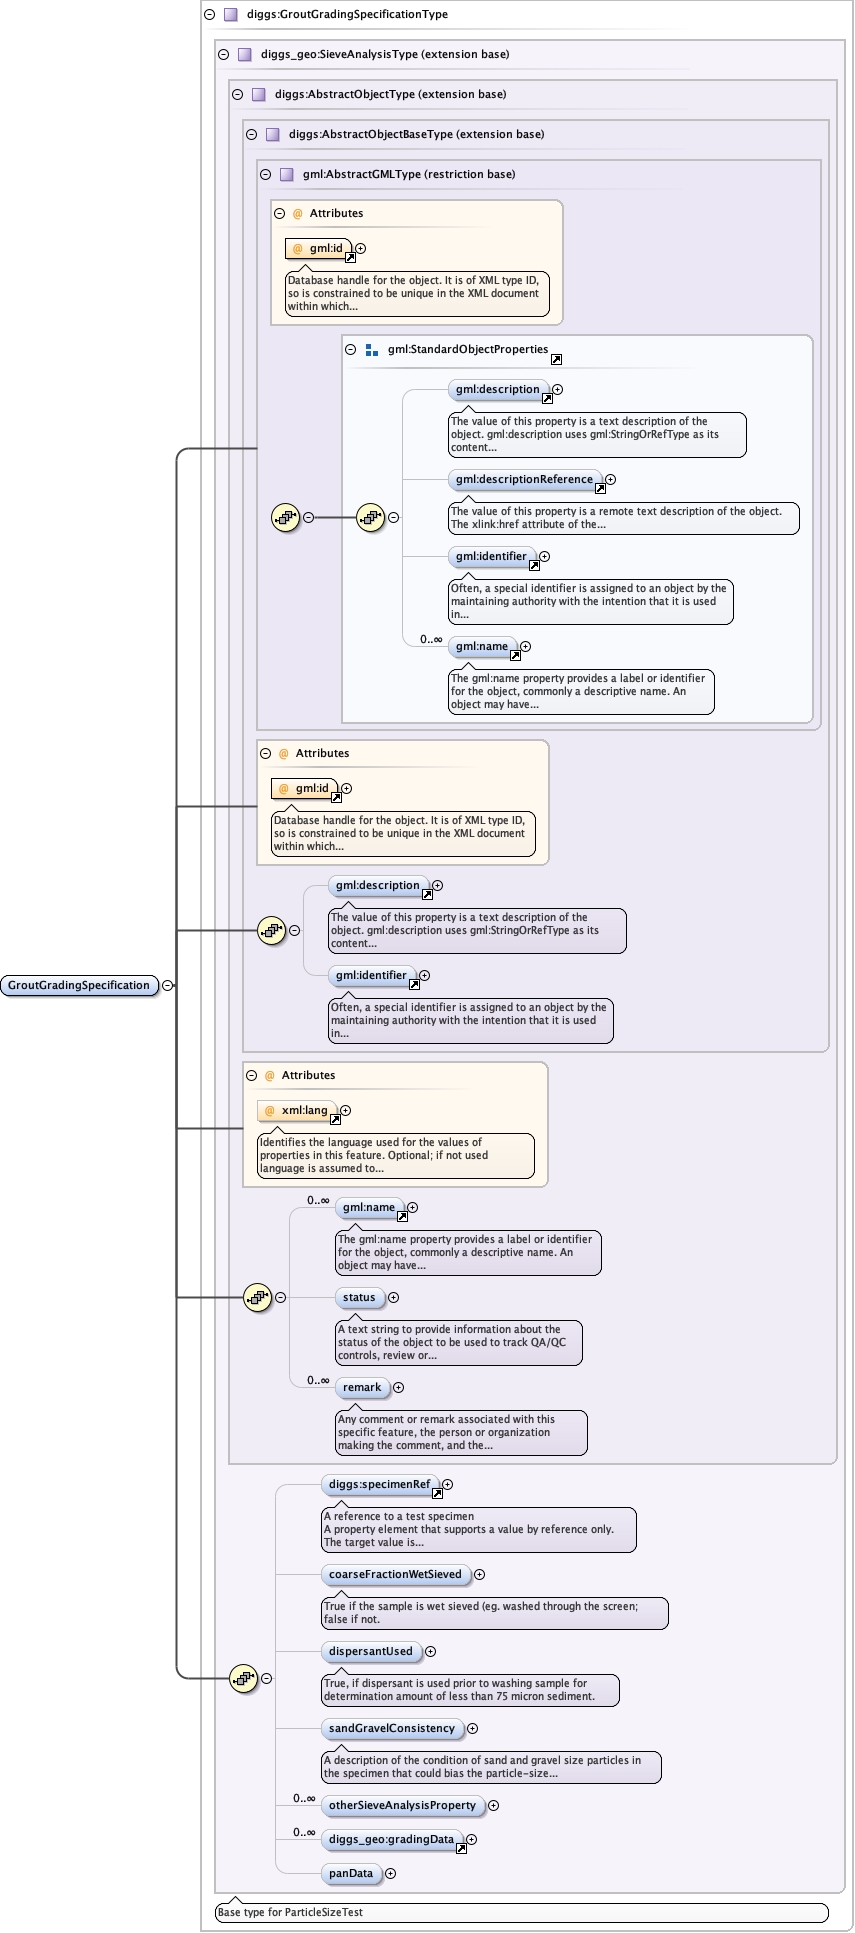 diggs:GroutGradingSpecificationType
diggs_geo:SieveAnalysisType (extension base)
diggs:AbstractObjectType (extension base)
diggs:AbstractObjectBaseType (extension base)
gml:AbstractGMLType (restriction base)
@ Attributes
@ gml:id
Database handle for the object. It is of XML type ID,
so is constrained to be unique in the XML document
within which...
gml:StandardObjectProperties
gml:description
The value of this property is a text description of the
object. gml:description uses gml:StringOrRefType as its
content...
gml:descriptionReference
The value of this property is a remote text description of the object.
The xlink:href attribute of the...
gml:identifier
Often, a special identifier is assigned to an object by the
maintaining authority with the intention that it is used
in...
0..∞
gml:name
The gml:name property provides a label or identifier
for the object, commonly a descriptive name. An
object may have...
@ Attributes
@ gml:id
Database handle for the object. It is of XML type ID,
so is constrained to be unique in the XML document
within which...
gml:description
The value of this property is a text description of the
object. gml:description uses gml:StringOrRefType as its
content...
gml:identifier
Often, a special identifier is assigned to an object by the
maintaining authority with the intention that it is used
in...
GroutGradingSpecification
@ Attributes
@ xml:lang
Identifies the language used for the values of
properties in this feature. Optional; if not used
language is assumed to...
0..∞
gml:name
The gml:name property provides a label or identifier
for the object, commonly a descriptive name. An
object may have...
status
A text string to provide information about the
status of the object to be used to track QA/QC
controls, review or...
0..∞
remark
Any comment or remark associated with this
specific feature, the person or organization
making the comment, and the...
diggs:specimenRef
A reference to a test specimen
A property element that supports a value by reference only.
The target value is...
coarseFractionWetSieved
True if the sample is wet sieved (eg. washed through the screen;
false if not.
dispersantUsed
True, if dispersant is used prior to washing sample for
determination amount of less than 75 micron sediment.
sandGravelConsistency
A description of the condition of sand and gravel size particles in
the specimen that could bias the particle-size...
0..∞
otherSieveAnalysisProperty
0..∞
diggs_geo:gradingData
panData
Base type for ParticleSizeTest